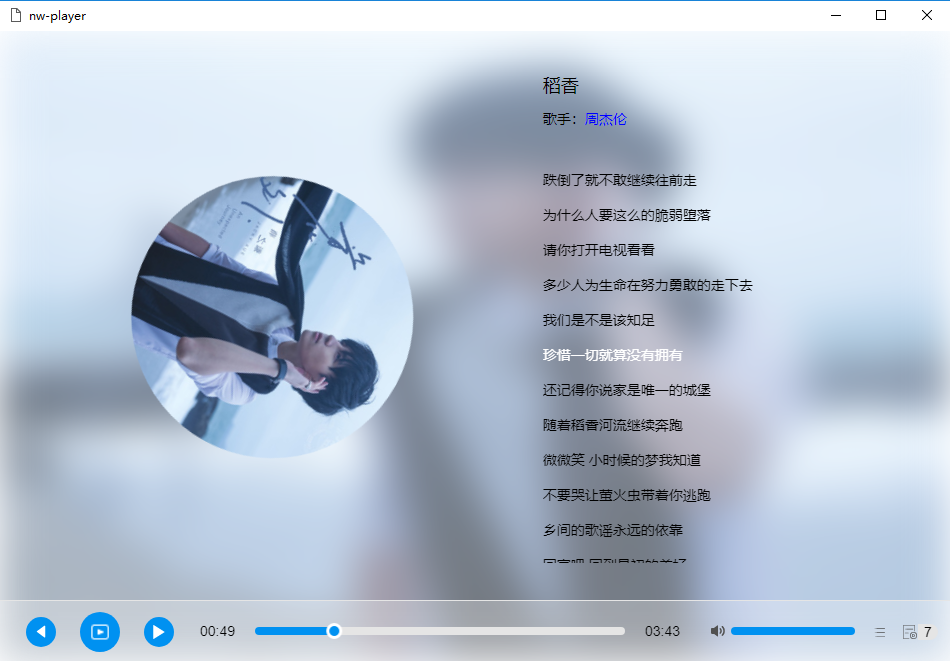 nw-player
稻香
歌手：周杰伦
跌倒了就不敢继续往前走
为什么人要这么的脆弱堕落
请你打开电视看看
多少人为生命在努力勇敢的走下去
我们是不是该知足
珍惜一切就算没有拥有
还记得你说家是唯一的城堡
随着稻香河流继续奔跑
微微笑 小时候的梦我知道
不要哭让萤火虫带着你逃跑
乡间的歌谣永远的依靠
00:49 03:43 7